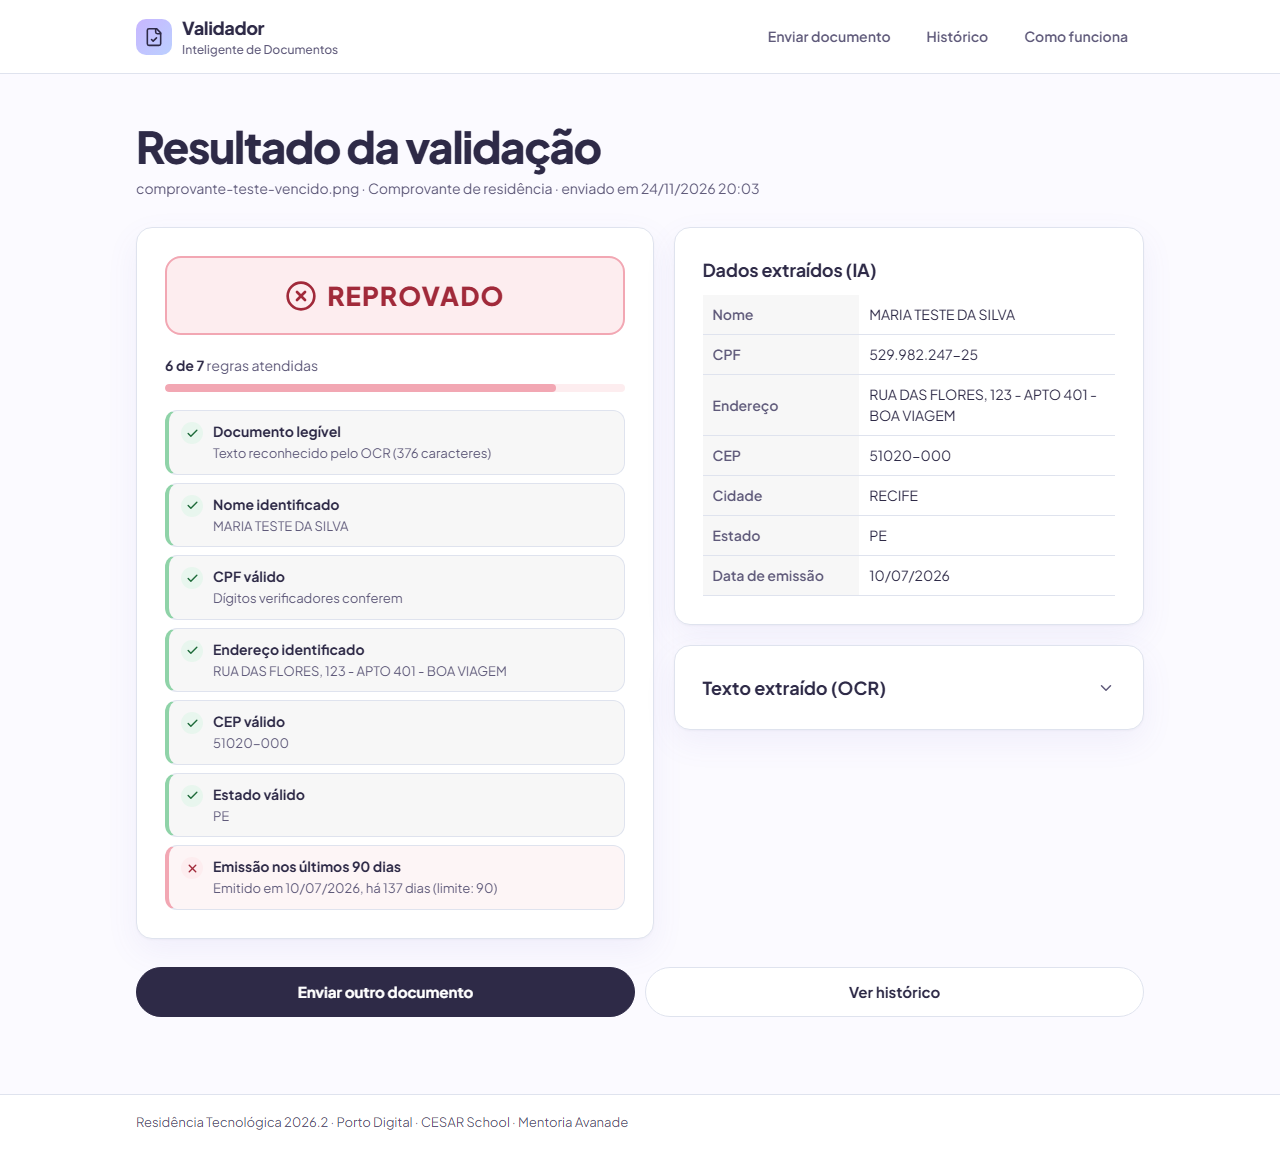 Validador
Inteligente de Documentos
Enviar documento
Histórico
Como funciona
Resultado da validação
comprovante-teste-vencido.png · Comprovante de residência · enviado em 24/11/2026 20:03
REPROVADO
6 de 7 regras atendidas
Documento legível
Texto reconhecido pelo OCR (376 caracteres)
Nome identificado
MARIA TESTE DA SILVA
CPF válido
Dígitos verificadores conferem
Endereço identificado
RUA DAS FLORES, 123 - APTO 401 - BOA VIAGEM
CEP válido
51020-000
Estado válido
PE
Emissão nos últimos 90 dias
Emitido em 10/07/2026, há 137 dias (limite: 90)
Dados extraídos (IA)
Nome MARIA TESTE DA SILVA
CPF 529.982.247-25
Endereço RUA DAS FLORES, 123 - APTO 401 -
BOA VIAGEM
CEP 51020-000
Cidade RECIFE
Estado PE
Data de emissão 10/07/2026
Texto extraído (OCR)
Enviar outro documento
Ver histórico
Residência Tecnológica 2026.2 · Porto Digital · CESAR School · Mentoria Avanade